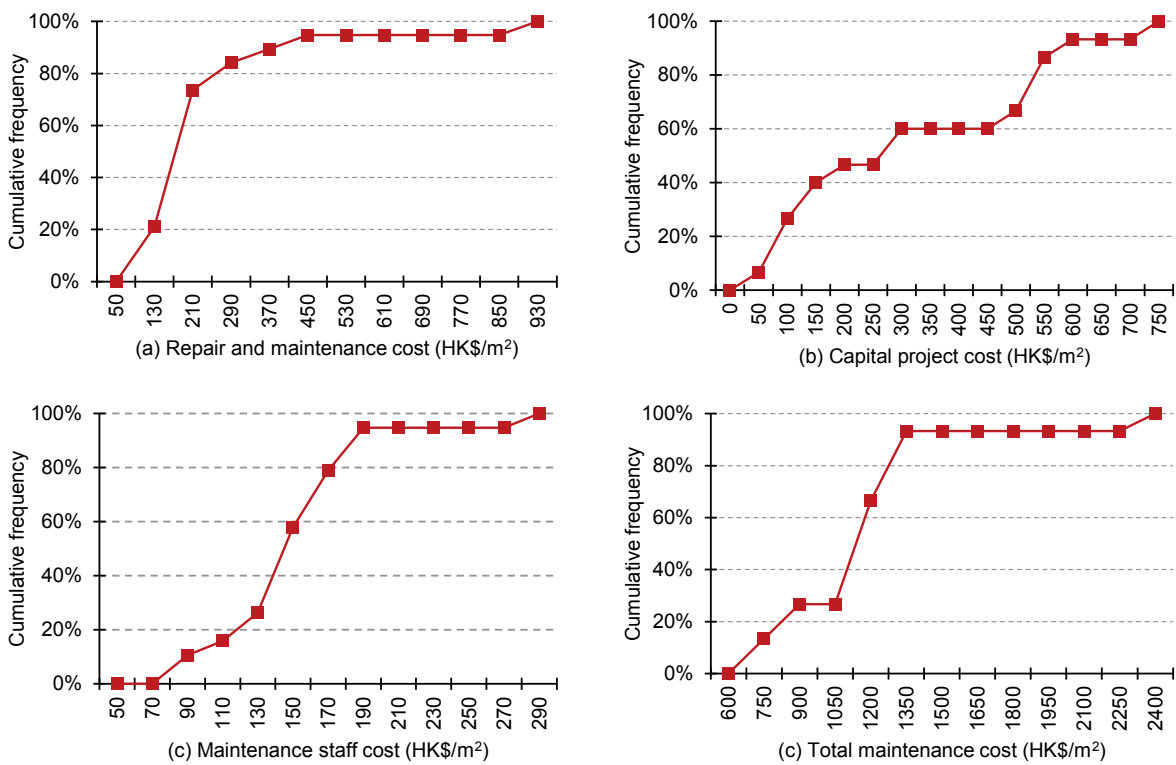 Cumulative frequency
100%
80%
60%
40%
20%
0%
50 130 210 290 370 450 530 610 690 770 850 930
(a) Repair and maintenance cost (HK$/m²)
Cumulative frequency
100%
80%
60%
40%
20%
0%
0 50 100 150 200 250 300 350 400 450 500 550 600 650 700 750
(b) Capital project cost (HK$/m²)
Cumulative frequency
100%
80%
60%
40%
20%
0%
50 70 90 110 130 150 170 190 210 230 250 270 290
(c) Maintenance staff cost (HK$/m²)
Cumulative frequency
100%
80%
60%
40%
20%
0%
600 750 900 1050 1200 1350 1500 1650 1800 1950 2100 2250 2400
(c) Total maintenance cost (HK$/m²)